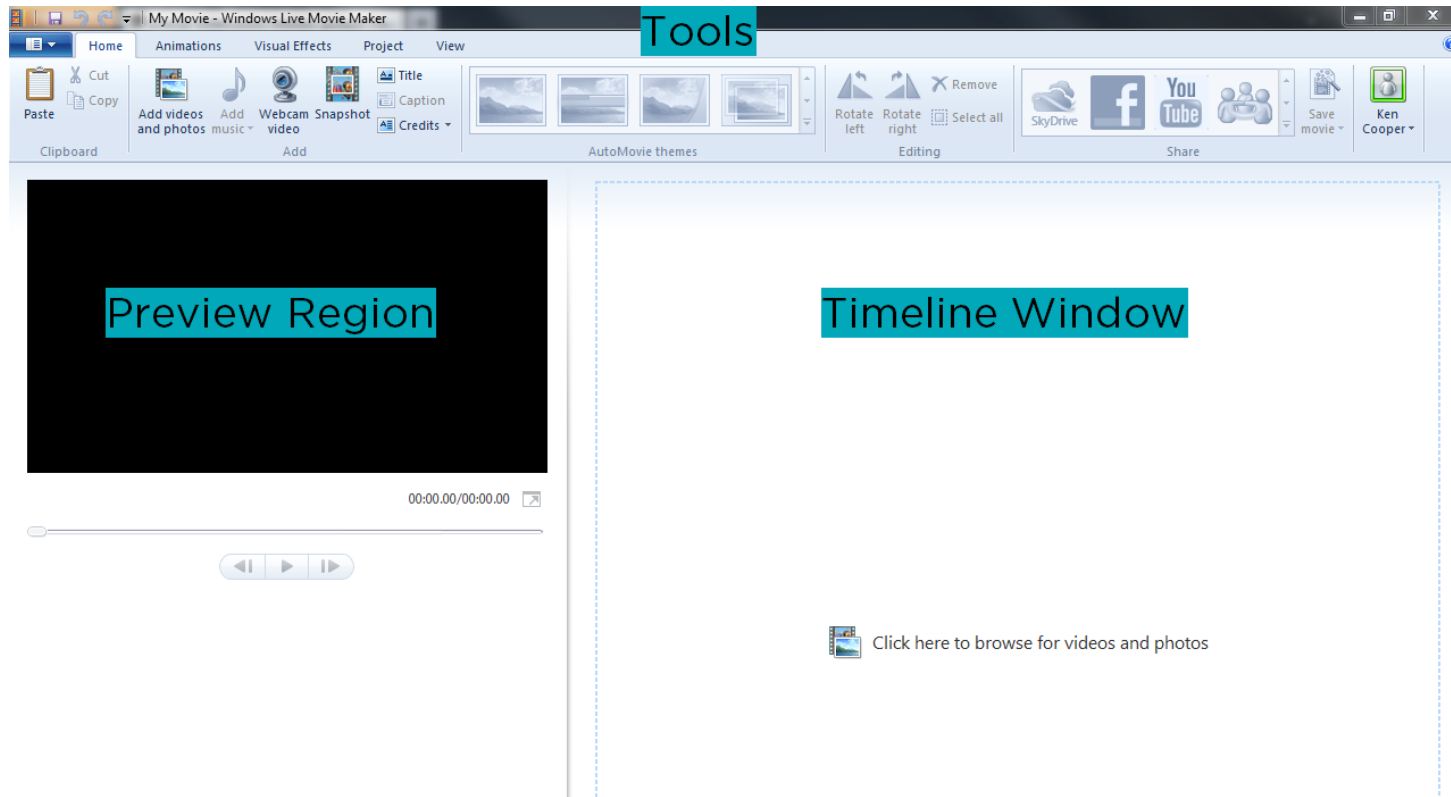 My Movie - Windows Live Movie Maker
Tools
Home Animations Visual Effects Project View
Paste
Cut
Copy
Clipboard
Add videos and photos
Add music
Webcam video
Snapshot
Title
Caption
Credits
Add
AutoMovie themes
Rotate left
Rotate right
Remove
Select all
Editing
SkyDrive
f
You Tube
Share
Save movie
Ken Cooper
Preview Region
Timeline Window
00:00.00/00:00.00
Click here to browse for videos and photos